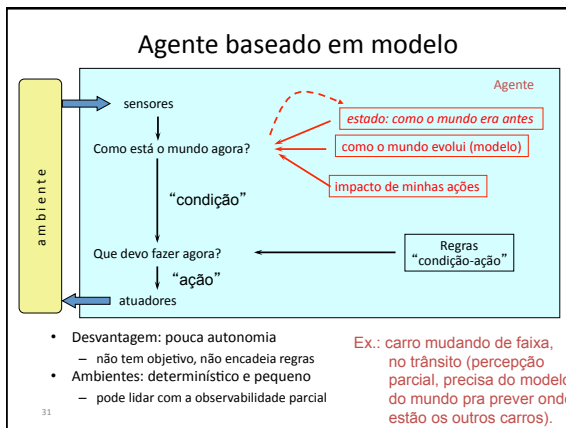 Agente baseado em modelo
Agente
ambiente
sensores
estado: como o mundo era antes
Como está o mundo agora?
como o mundo evolui (modelo)
impacto de minhas ações
“condição”
Que devo fazer agora?
Regras
“condição-ação”
“ação”
atuadores
• Desvantagem: pouca autonomia
– não tem objetivo, não encadeia regras
• Ambientes: determinístico e pequeno
– pode lidar com a observabilidade parcial
Ex.: carro mudando de faixa,
no trânsito (percepção
parcial, precisa do modelo
do mundo pra prever onde
estão os outros carros).
31